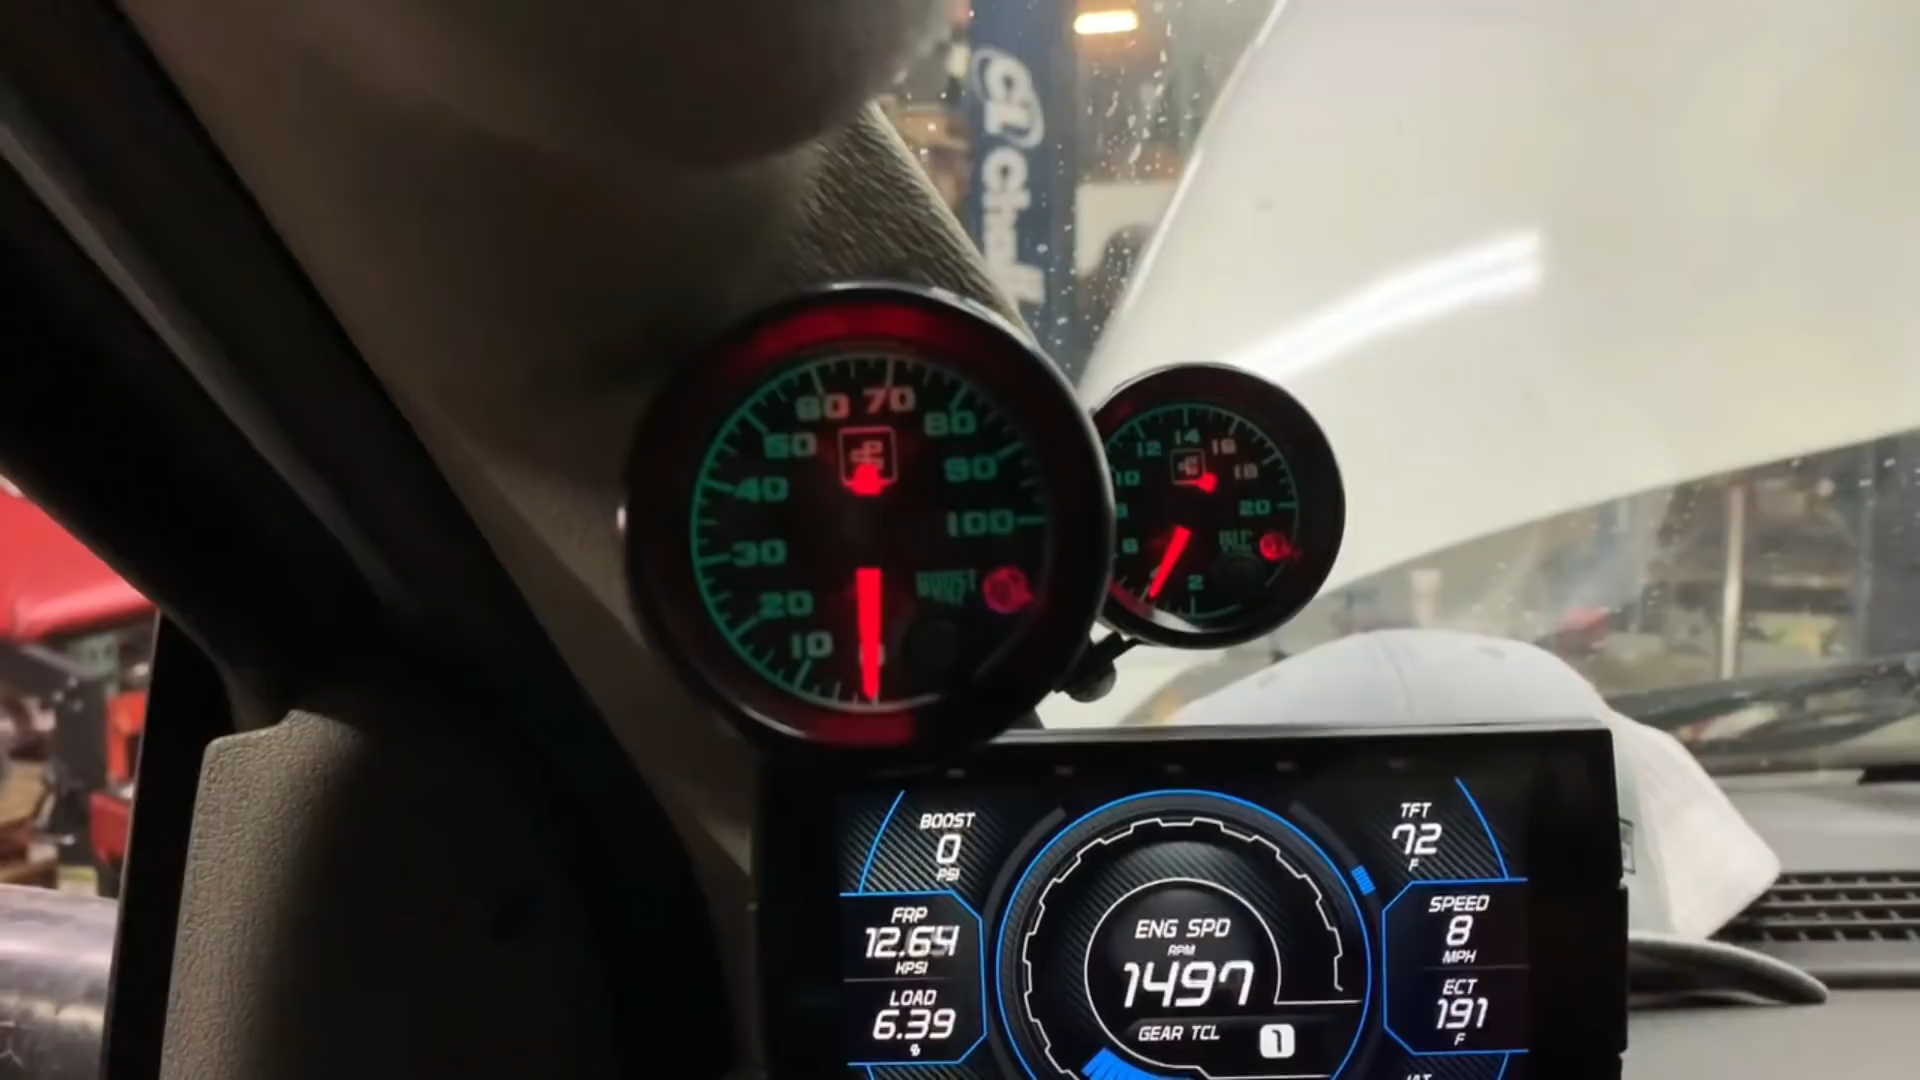 60 70
80
50
90
40
100
30
BOOST
20
10
14
12
16
10
18
20
8
6
2
BOOST
0
PSI
FRP
12.64
KPSI
LOAD
6.39
%
ENG SPD
RPM
1497
GEAR TCL 1
TFT
72
F
SPEED
8
MPH
ECT
191
F